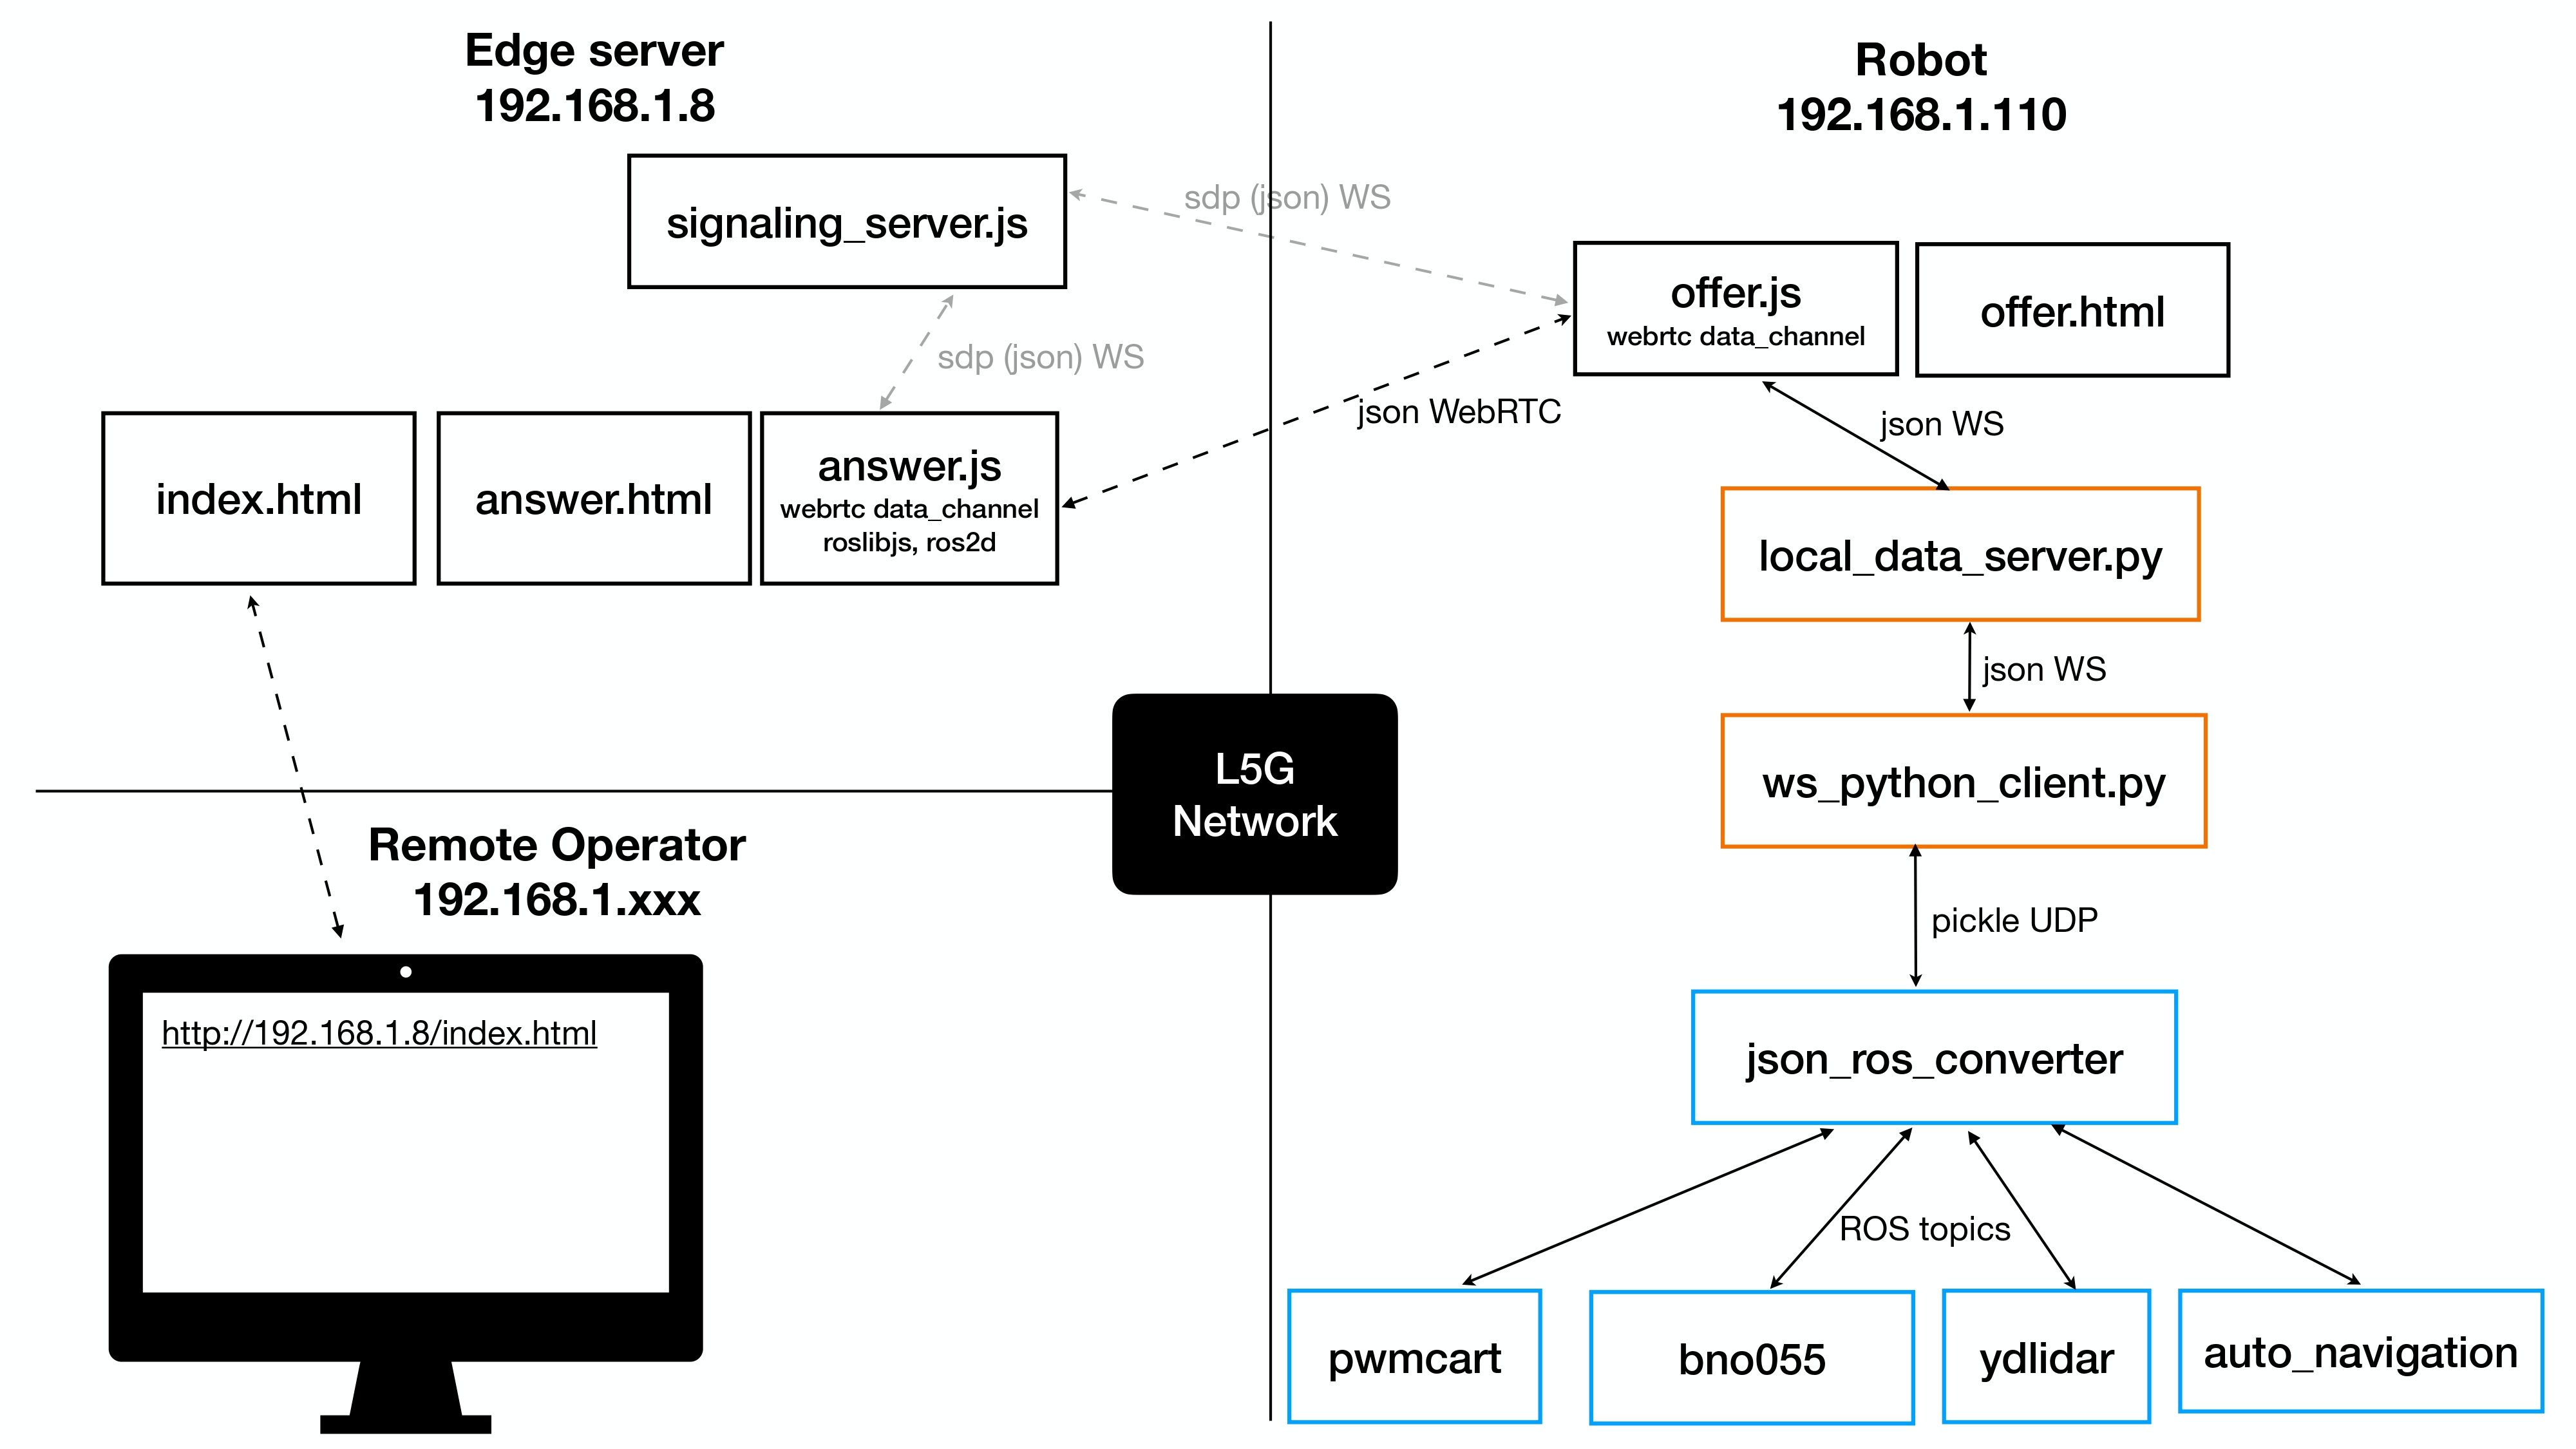 Edge server
192.168.1.8
Robot
192.168.1.110
signaling_server.js
sdp (json) WS
offer.js
webrtc data_channel
offer.html
sdp (json) WS
json WebRTC
json WS
index.html
answer.html
answer.js
webrtc data_channel
roslibjs, ros2d
local_data_server.py
json WS
L5G
Network
ws_python_client.py
Remote Operator
192.168.1.xxx
pickle UDP
http://192.168.1.8/index.html
json_ros_converter
ROS topics
pwmcart
bno055
ydlidar
auto_navigation